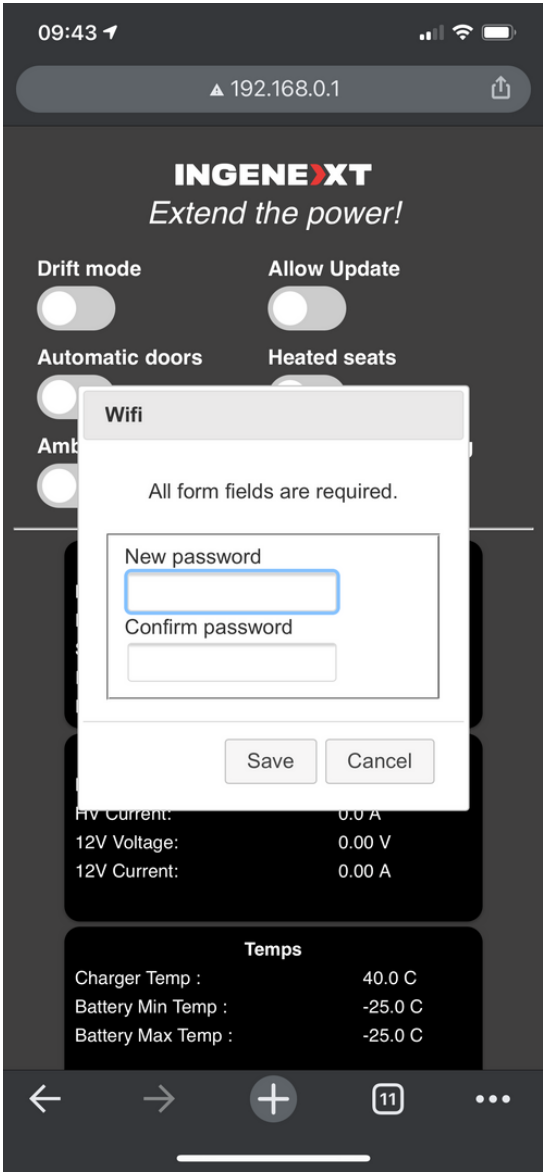 09:43
192.168.0.1
INGENEXT
Extend the power!
Drift mode Allow Update
Automatic doors Heated seats
Wifi
All form fields are required.
New password
Confirm password
Save Cancel
HV Current: 0.0 A
12V Voltage: 0.00 V
12V Current: 0.00 A
Temps
Charger Temp : 40.0 C
Battery Min Temp : -25.0 C
Battery Max Temp : -25.0 C
11